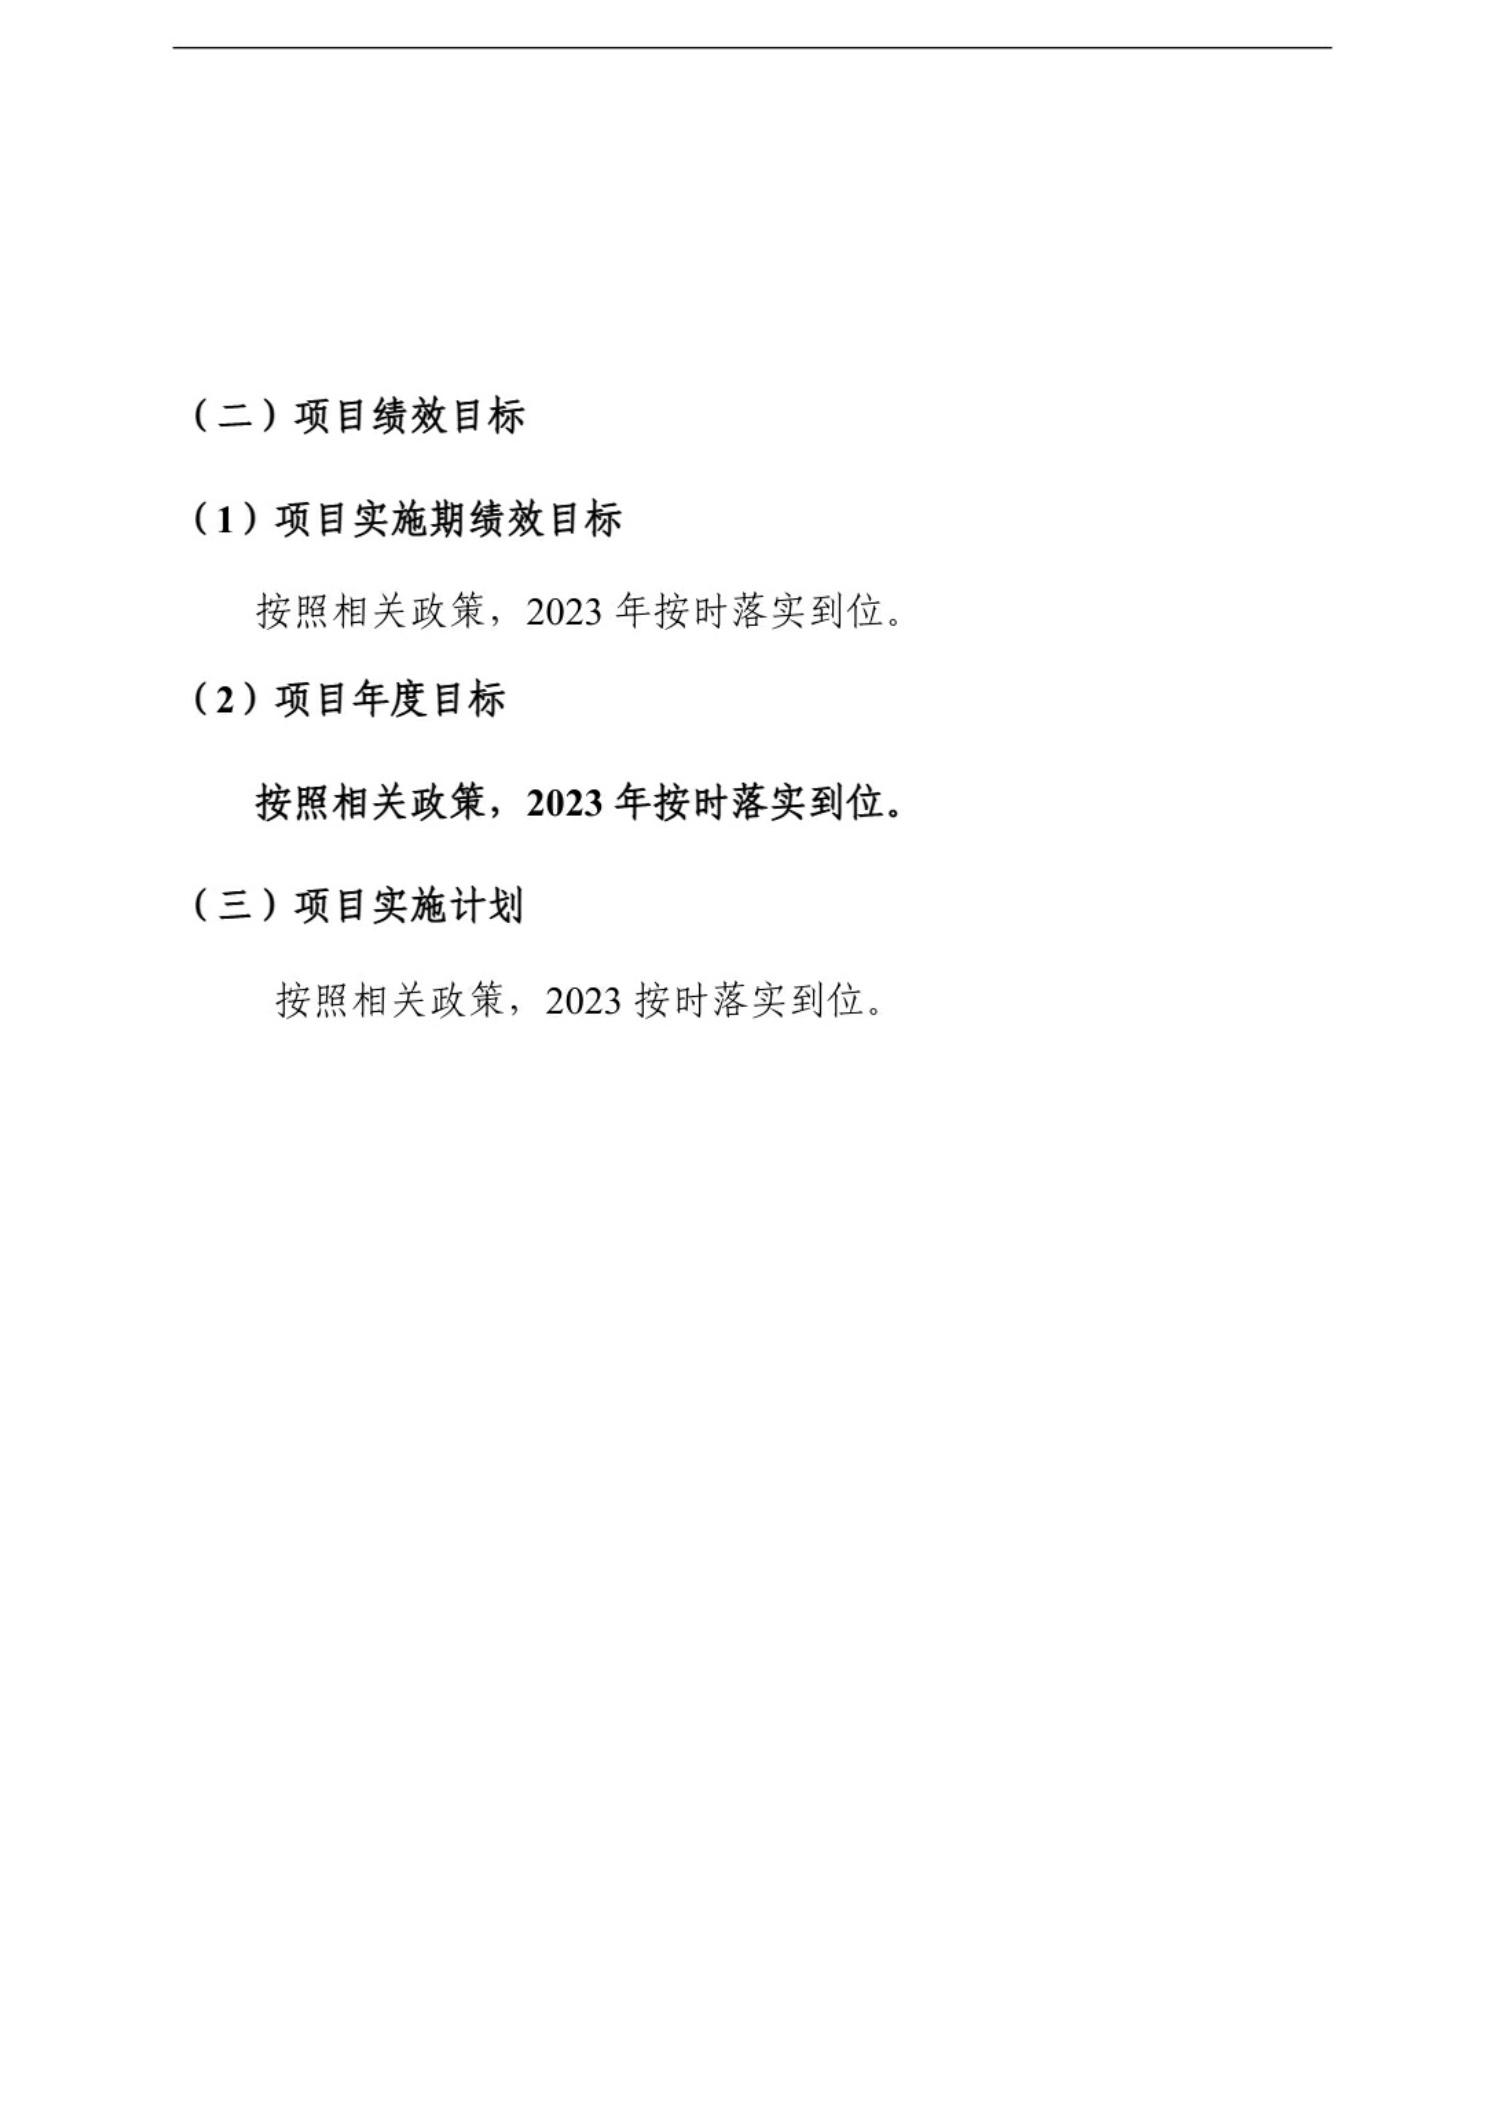 （二）项目绩效目标
（1）项目实施期绩效目标
按照相关政策，2023 年按时落实到位。
（2）项目年度目标
按照相关政策，2023 年按时落实到位。
（三）项目实施计划
按照相关政策，2023 按时落实到位。